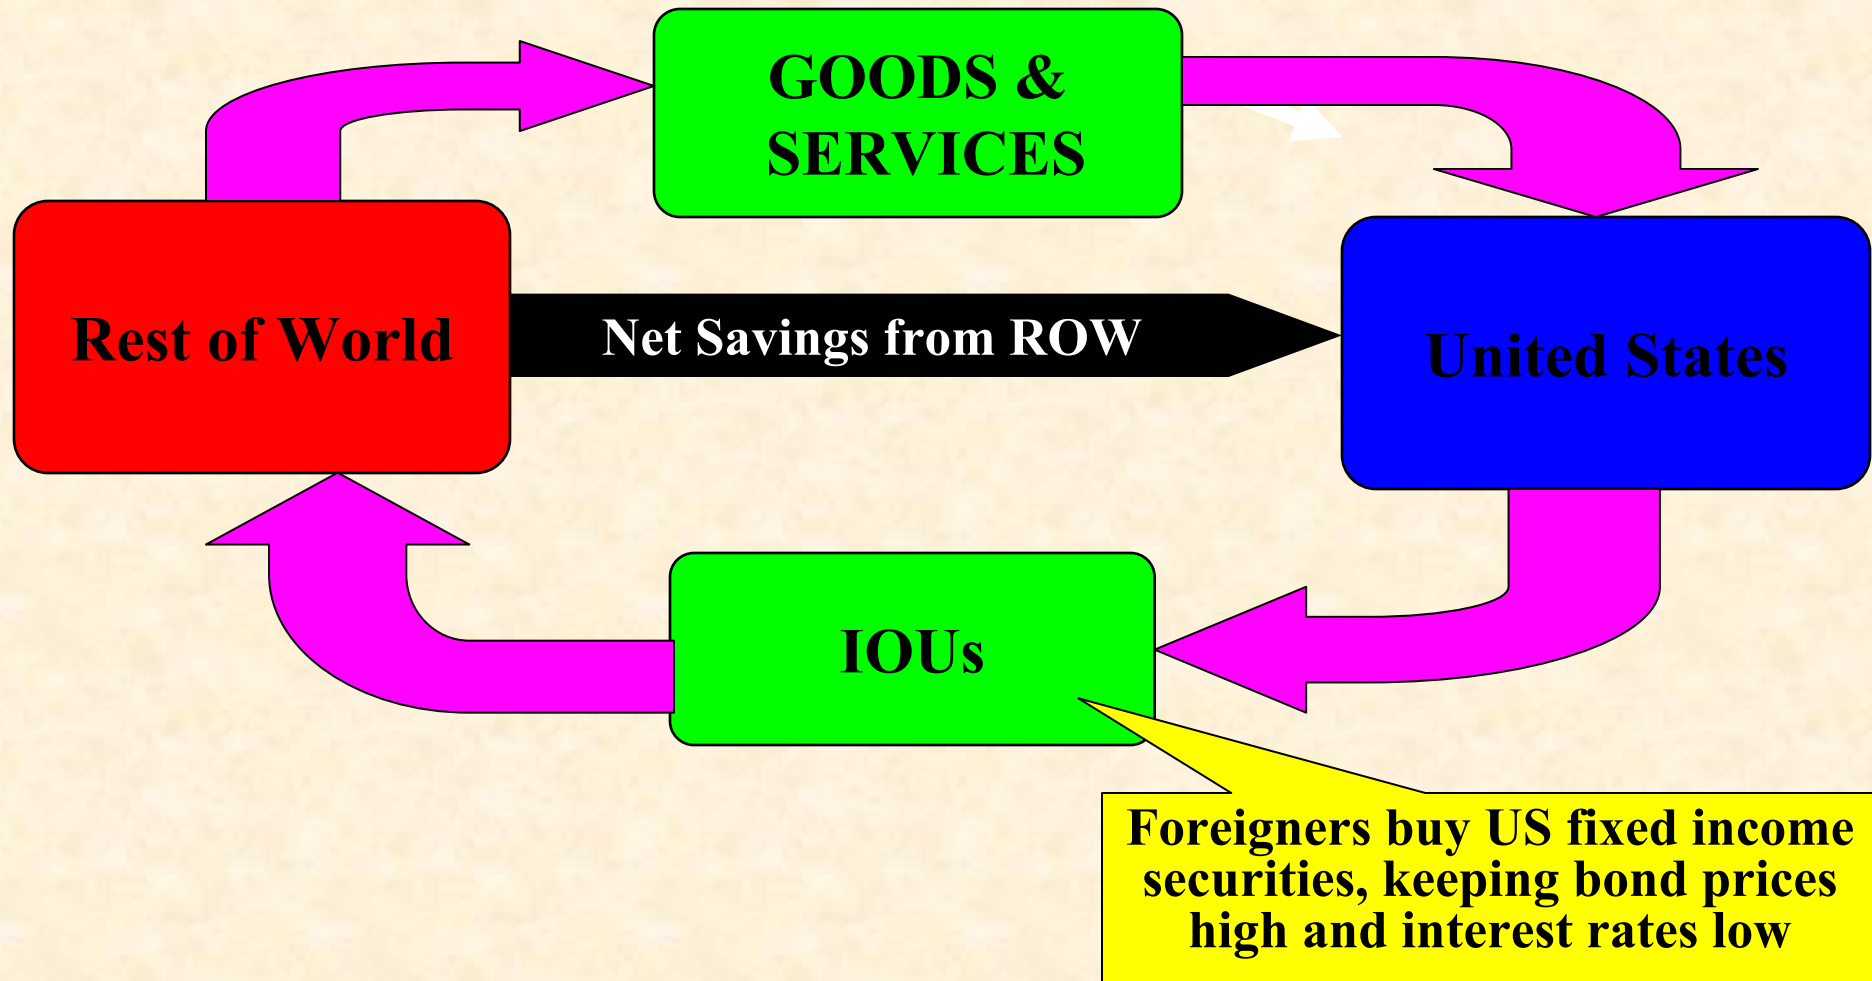 GOODS &
SERVICES
Rest of World
Net Savings from ROW
United States
IOUs
Foreigners buy US fixed income
securities, keeping bond prices
high and interest rates low